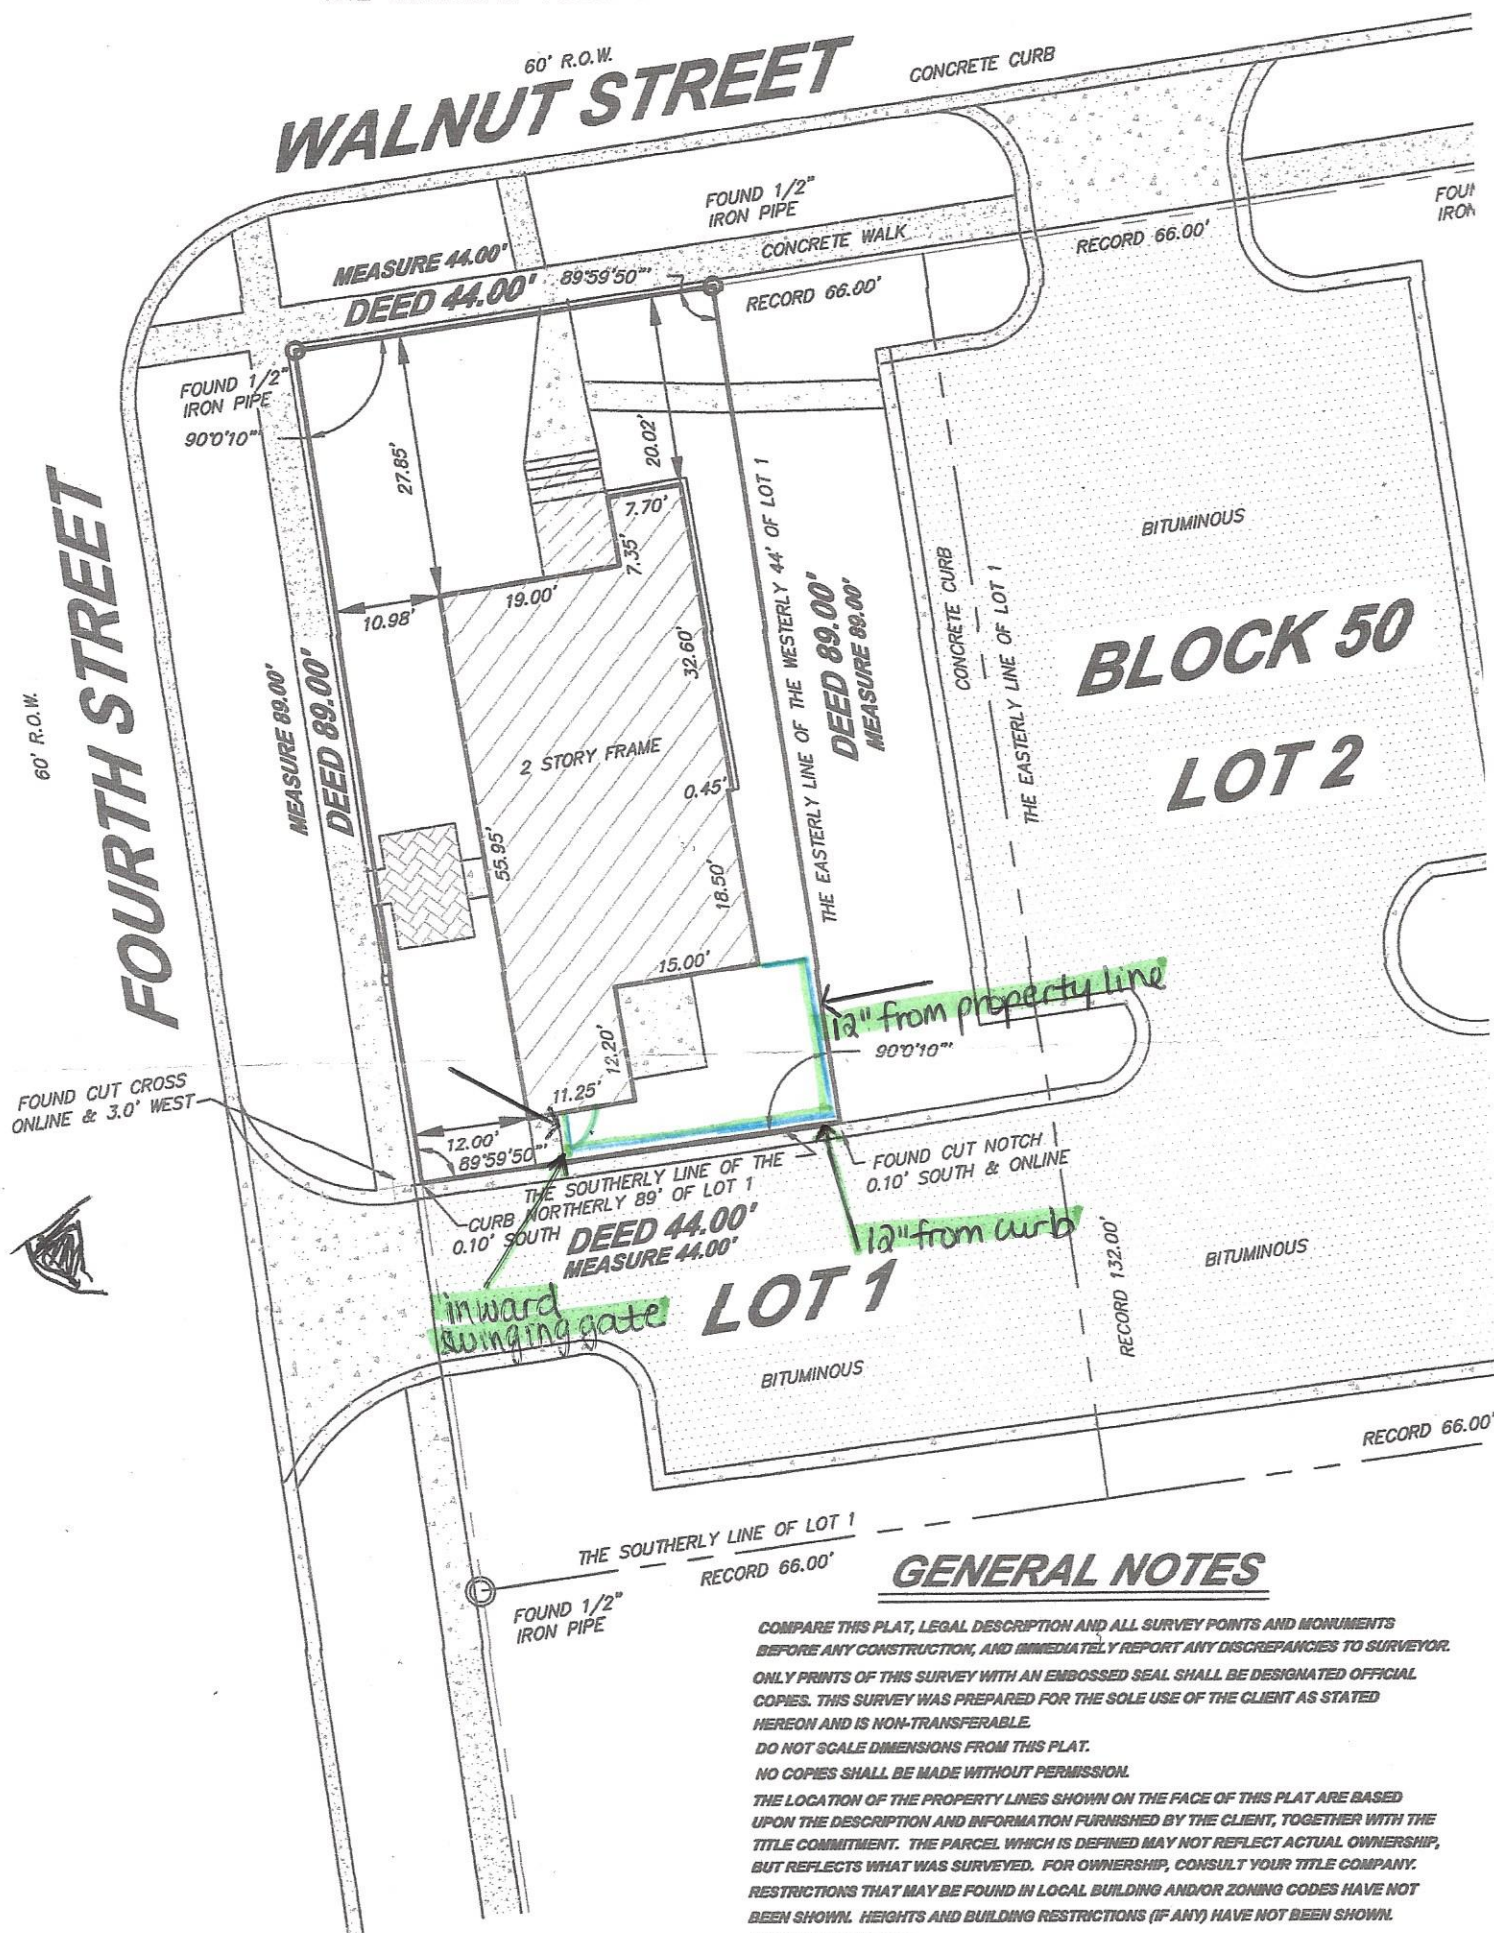 60' R.O.W.
WALNUT STREET
CONCRETE CURB
FOUND 1/2"
IRON PIPE
CONCRETE WALK
RECORD 66.00'
MEASURE 44.00'
DEED 44.00'
89°59'50"
RECORD 66.00'
FOUND 1/2"
IRON PIPE
90°0'10"
27.85'
20.02'
7.70'
7.35'
19.00'
10.98'
32.60'
THE EASTERLY LINE OF THE WESTERLY 44' OF LOT 1
DEED 89.00'
MEASURE 89.00'
CONCRETE CURB
THE EASTERLY LINE OF LOT 1
BITUMINOUS
BLOCK 50
LOT 2
60' R.O.W.
FOURTH STREET
MEASURE 89.00'
DEED 89.00'
2 STORY FRAME
0.45'
55.95'
18.50'
15.00'
12" from property line
90°0'10"
12.20'
11.25'
FOUND CUT CROSS
ONLINE & 3.0' WEST
12.00'
89°59'50"
FOUND CUT NOTCH
0.10' SOUTH & ONLINE
THE SOUTHERLY LINE OF THE
NORTHERLY 89' OF LOT 1
CURB
0.10' SOUTH
DEED 44.00'
MEASURE 44.00'
12" from curb
inward
swinging gate
LOT 1
RECORD 132.00'
BITUMINOUS
BITUMINOUS
RECORD 66.00'
THE SOUTHERLY LINE OF LOT 1
RECORD 66.00'
FOUND 1/2"
IRON PIPE
GENERAL NOTES
COMPARE THIS PLAT, LEGAL DESCRIPTION AND ALL SURVEY POINTS AND MONUMENTS
BEFORE ANY CONSTRUCTION, AND IMMEDIATELY REPORT ANY DISCREPANCIES TO SURVEYOR.
ONLY PRINTS OF THIS SURVEY WITH AN EMBOSSED SEAL SHALL BE DESIGNATED OFFICIAL
COPIES. THIS SURVEY WAS PREPARED FOR THE SOLE USE OF THE CLIENT AS STATED
HEREON AND IS NON-TRANSFERABLE.
DO NOT SCALE DIMENSIONS FROM THIS PLAT.
NO COPIES SHALL BE MADE WITHOUT PERMISSION.
THE LOCATION OF THE PROPERTY LINES SHOWN ON THE FACE OF THIS PLAT ARE BASED
UPON THE DESCRIPTION AND INFORMATION FURNISHED BY THE CLIENT, TOGETHER WITH THE
TITLE COMMITMENT. THE PARCEL WHICH IS DEFINED MAY NOT REFLECT ACTUAL OWNERSHIP,
BUT REFLECTS WHAT WAS SURVEYED. FOR OWNERSHIP, CONSULT YOUR TITLE COMPANY.
RESTRICTIONS THAT MAY BE FOUND IN LOCAL BUILDING AND/OR ZONING CODES HAVE NOT
BEEN SHOWN. HEIGHTS AND BUILDING RESTRICTIONS (IF ANY) HAVE NOT BEEN SHOWN.